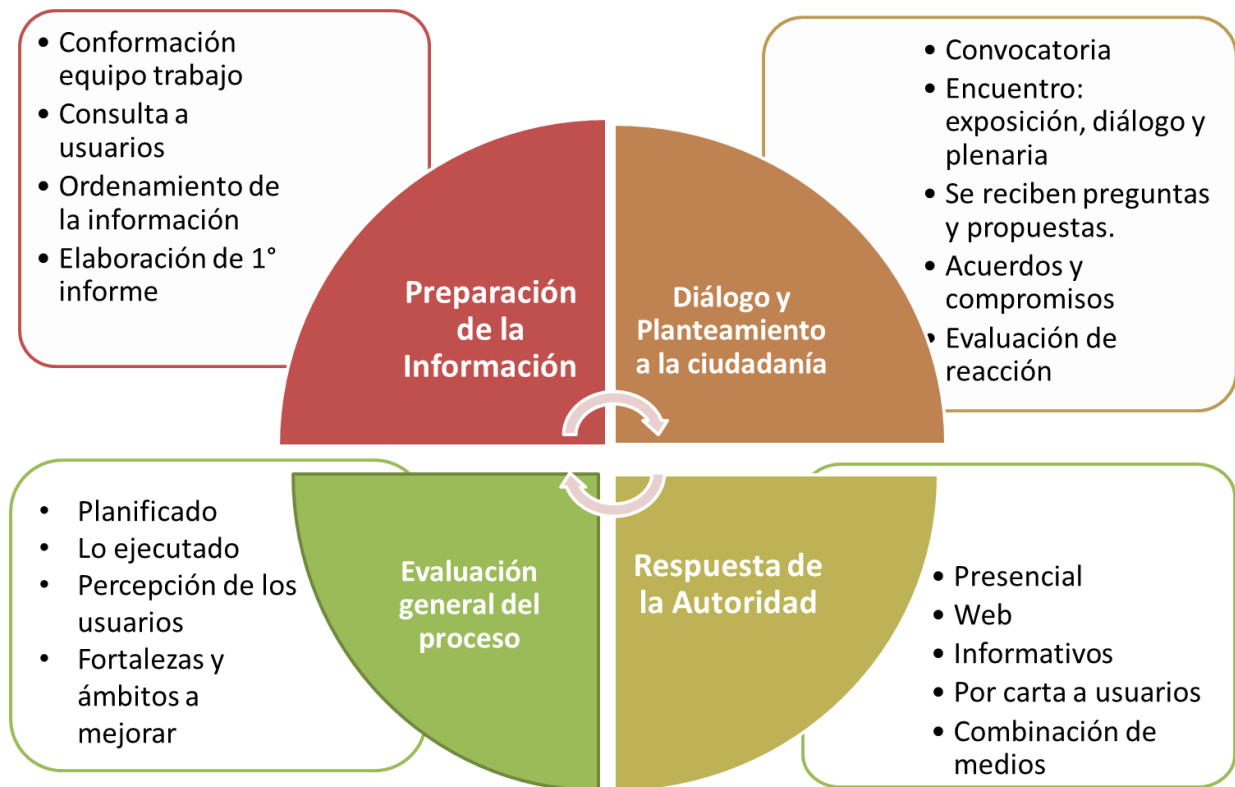 • Conformación
equipo trabajo
• Consulta a
usuarios
• Ordenamiento de
la información
• Elaboración de 1°
informe
Preparación
de la
Información
• Convocatoria
• Encuentro:
exposición, diálogo y
plenaria
• Se reciben preguntas
y propuestas.
• Acuerdos y
compromisos
• Evaluación de
reacción
Diálogo y
Planteamiento
a la ciudadanía
• Planificado
• Lo ejecutado
• Percepción de los
usuarios
• Fortalezas y
ámbitos a
mejorar
Evaluación
general del
proceso
Respuesta de
la Autoridad
• Presencial
• Web
• Informativos
• Por carta a usuarios
• Combinación de
medios